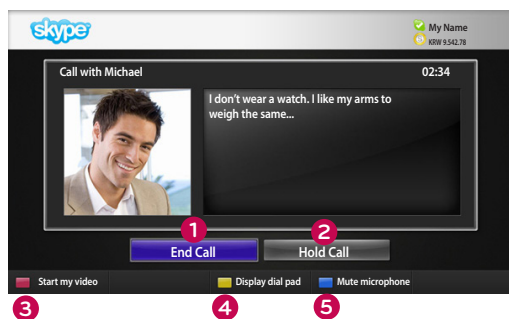 skype
My Name
KRW 9.542.78
Call with Michael
02:34
I don't wear a watch. I like my arms to
weigh the same...
1
2
End Call
Hold Call
Start my video
Display dial pad
Mute microphone
3
4
5